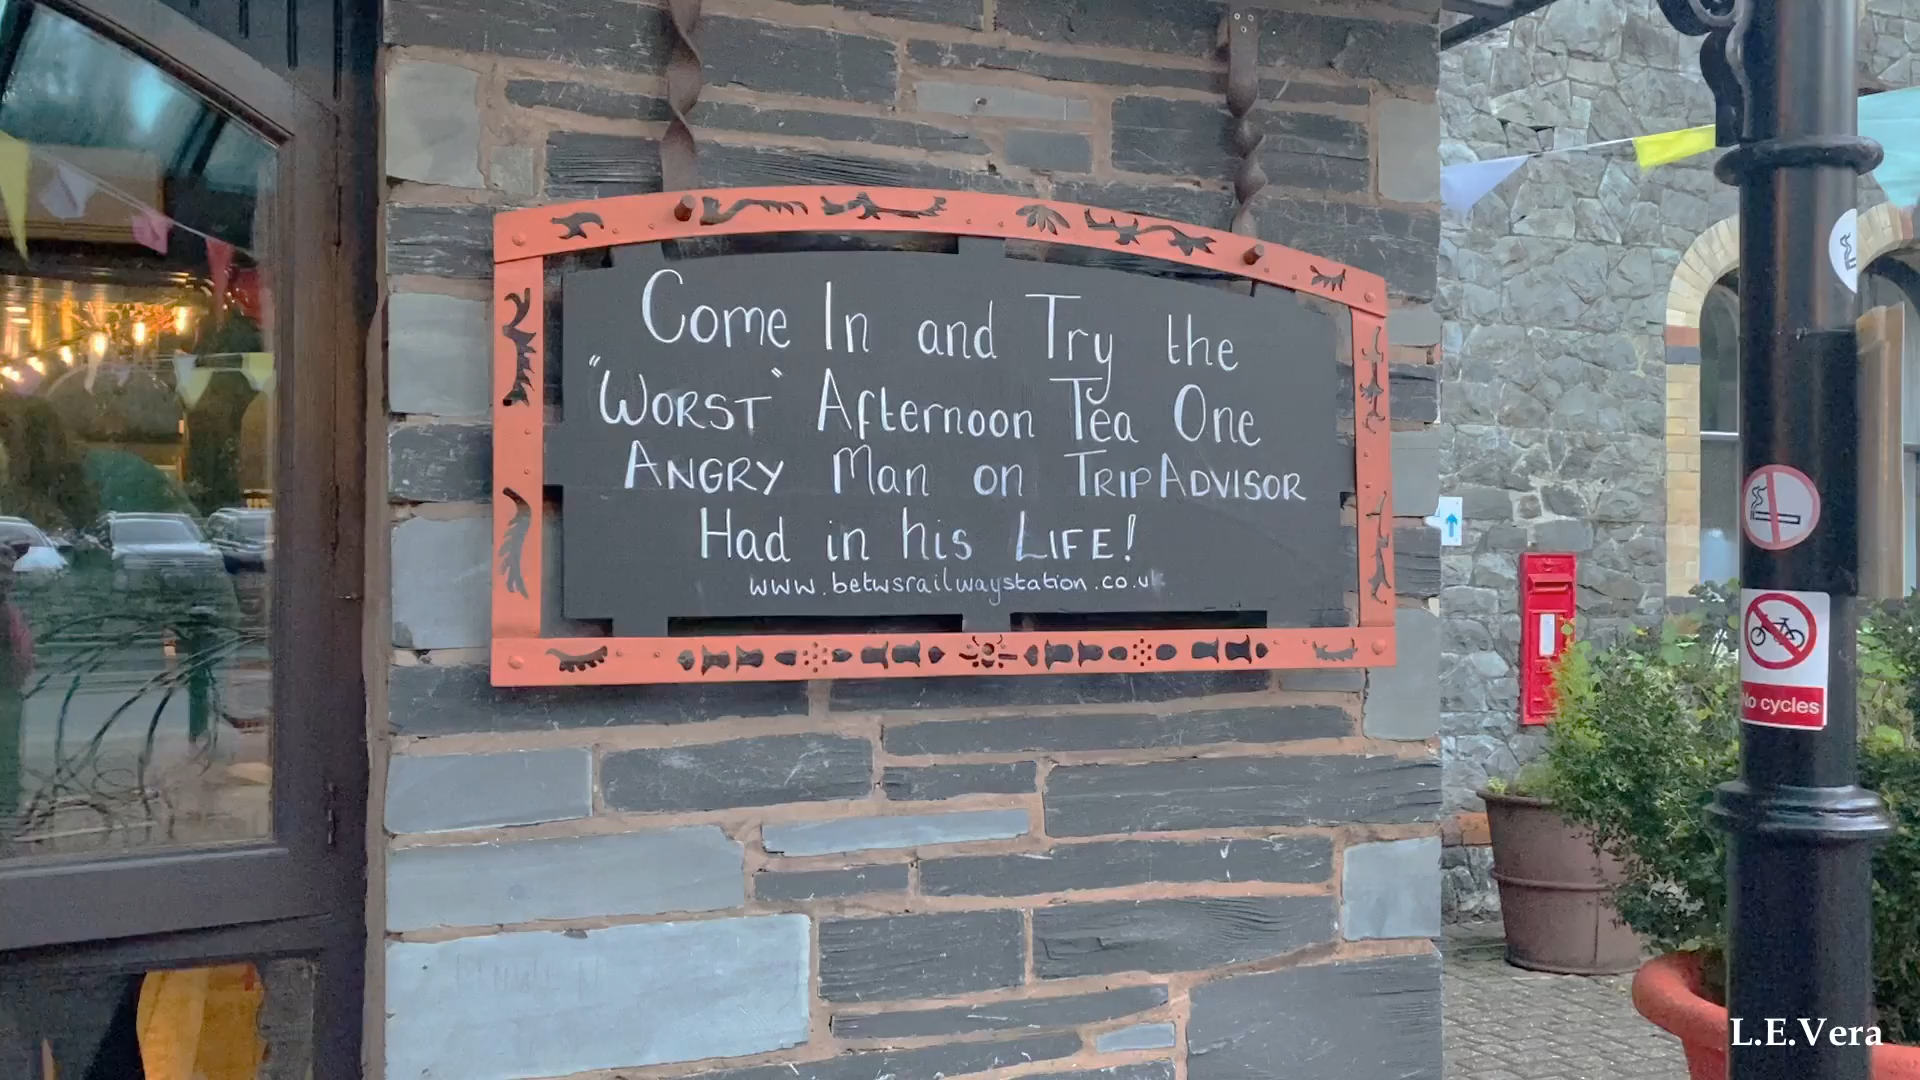 Come In and Try the
"WORST" Afternoon Tea One
ANGRY Man on TRIPADVISOR
Had in his LIFE!
www.betwsrailwaystation.co.uk
No cycles
L.E.Vera